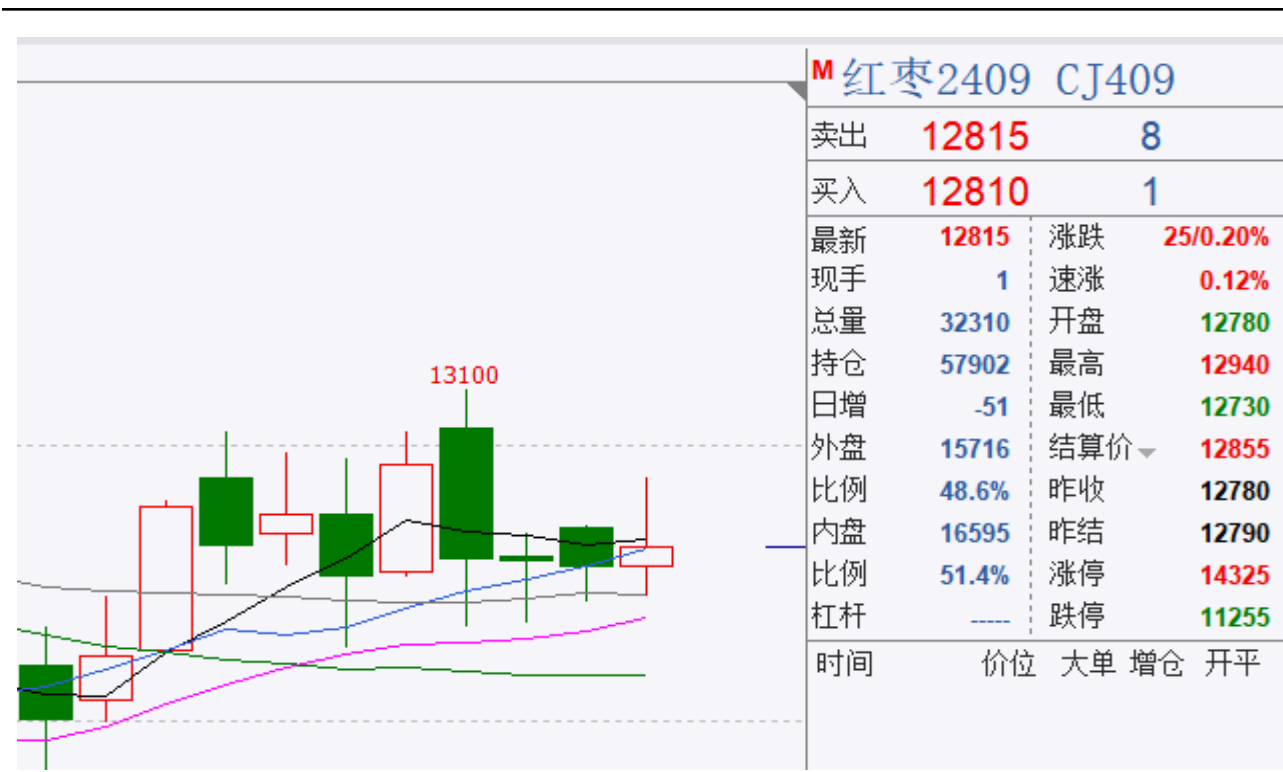 M 红枣2409 CJ409
卖出 12815 8
买入 12810 1
最新 12815 涨跌 25/0.20%
现手 1 速涨 0.12%
总量 32310 开盘 12780
持仓 57902 最高 12940
13100
日增 -51 最低 12730
外盘 15716 结算价 12855
比例 48.6% 昨收 12780
内盘 16595 昨结 12790
比例 51.4% 涨停 14325
杠杆 ----- 跌停 11255
时间 价位 大单 增仓 开平